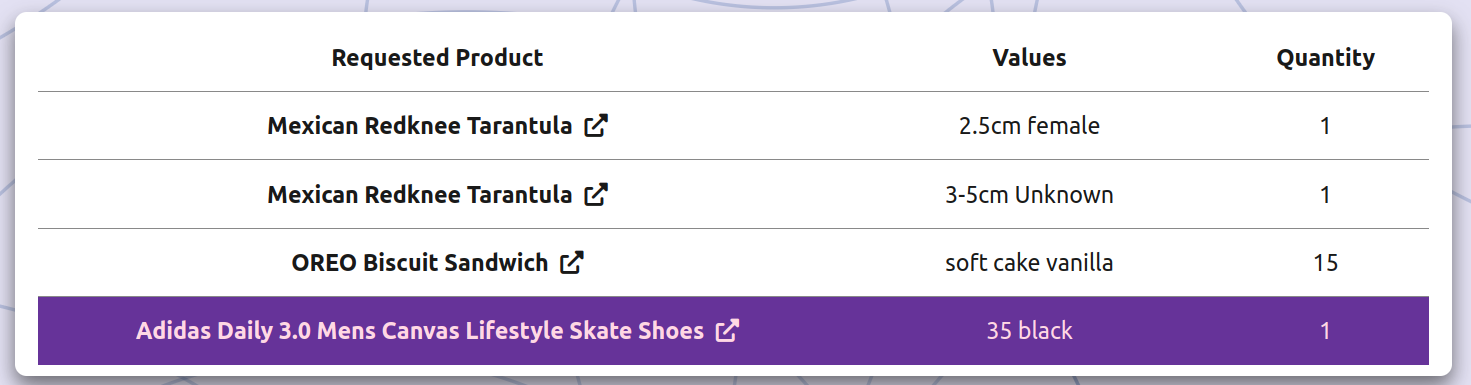 Requested Product Values Quantity
Mexican Redknee Tarantula 2.5cm female 1
Mexican Redknee Tarantula 3-5cm Unknown 1
OREO Biscuit Sandwich soft cake vanilla 15
Adidas Daily 3.0 Mens Canvas Lifestyle Skate Shoes 35 black 1